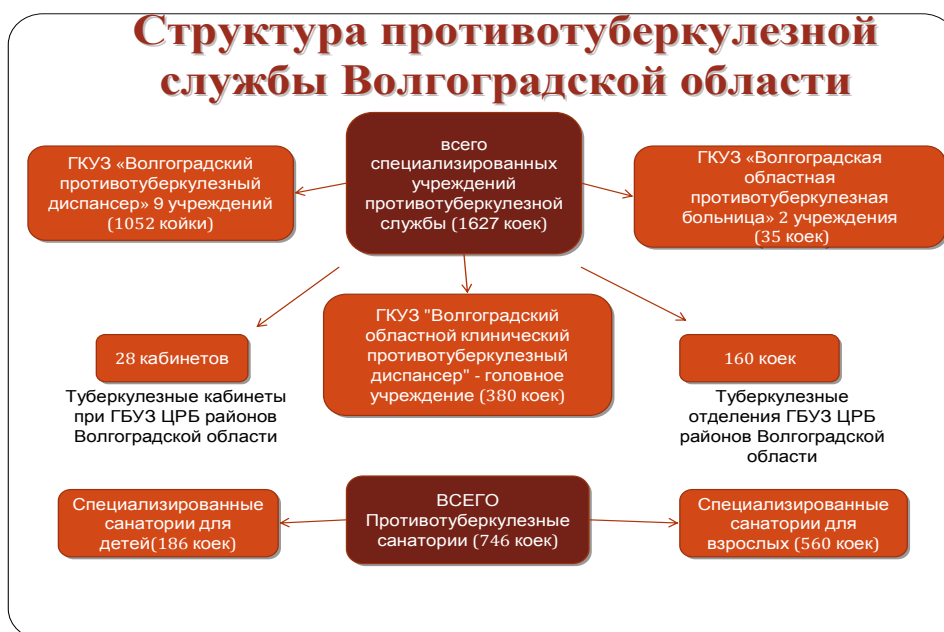 Структура противотуберкулезной
службы Волгоградской области
ГКУЗ «Волгоградский
противотуберкулезный
диспансер» 9 учреждений
(1052 койки)
всего
специализированных
учреждений
противотуберкулезной
службы (1627 коек)
ГКУЗ «Волгоградская
областная
противотуберкулезная
больница» 2 учреждения
(35 коек)
28 кабинетов
Туберкулезные кабинеты
при ГБУЗ ЦРБ районов
Волгоградской области
ГКУЗ "Волгоградский
областной клинический
противотуберкулезный
диспансер" - головное
учреждение (380 коек)
160 коек
Туберкулезные
отделения ГБУЗ ЦРБ
районов Волгоградской
области
Специализированные
санатории для
детей(186 коек)
ВСЕГО
Противотуберкулезные
санатории (746 коек)
Специализированные
санатории для
взрослых (560 коек)